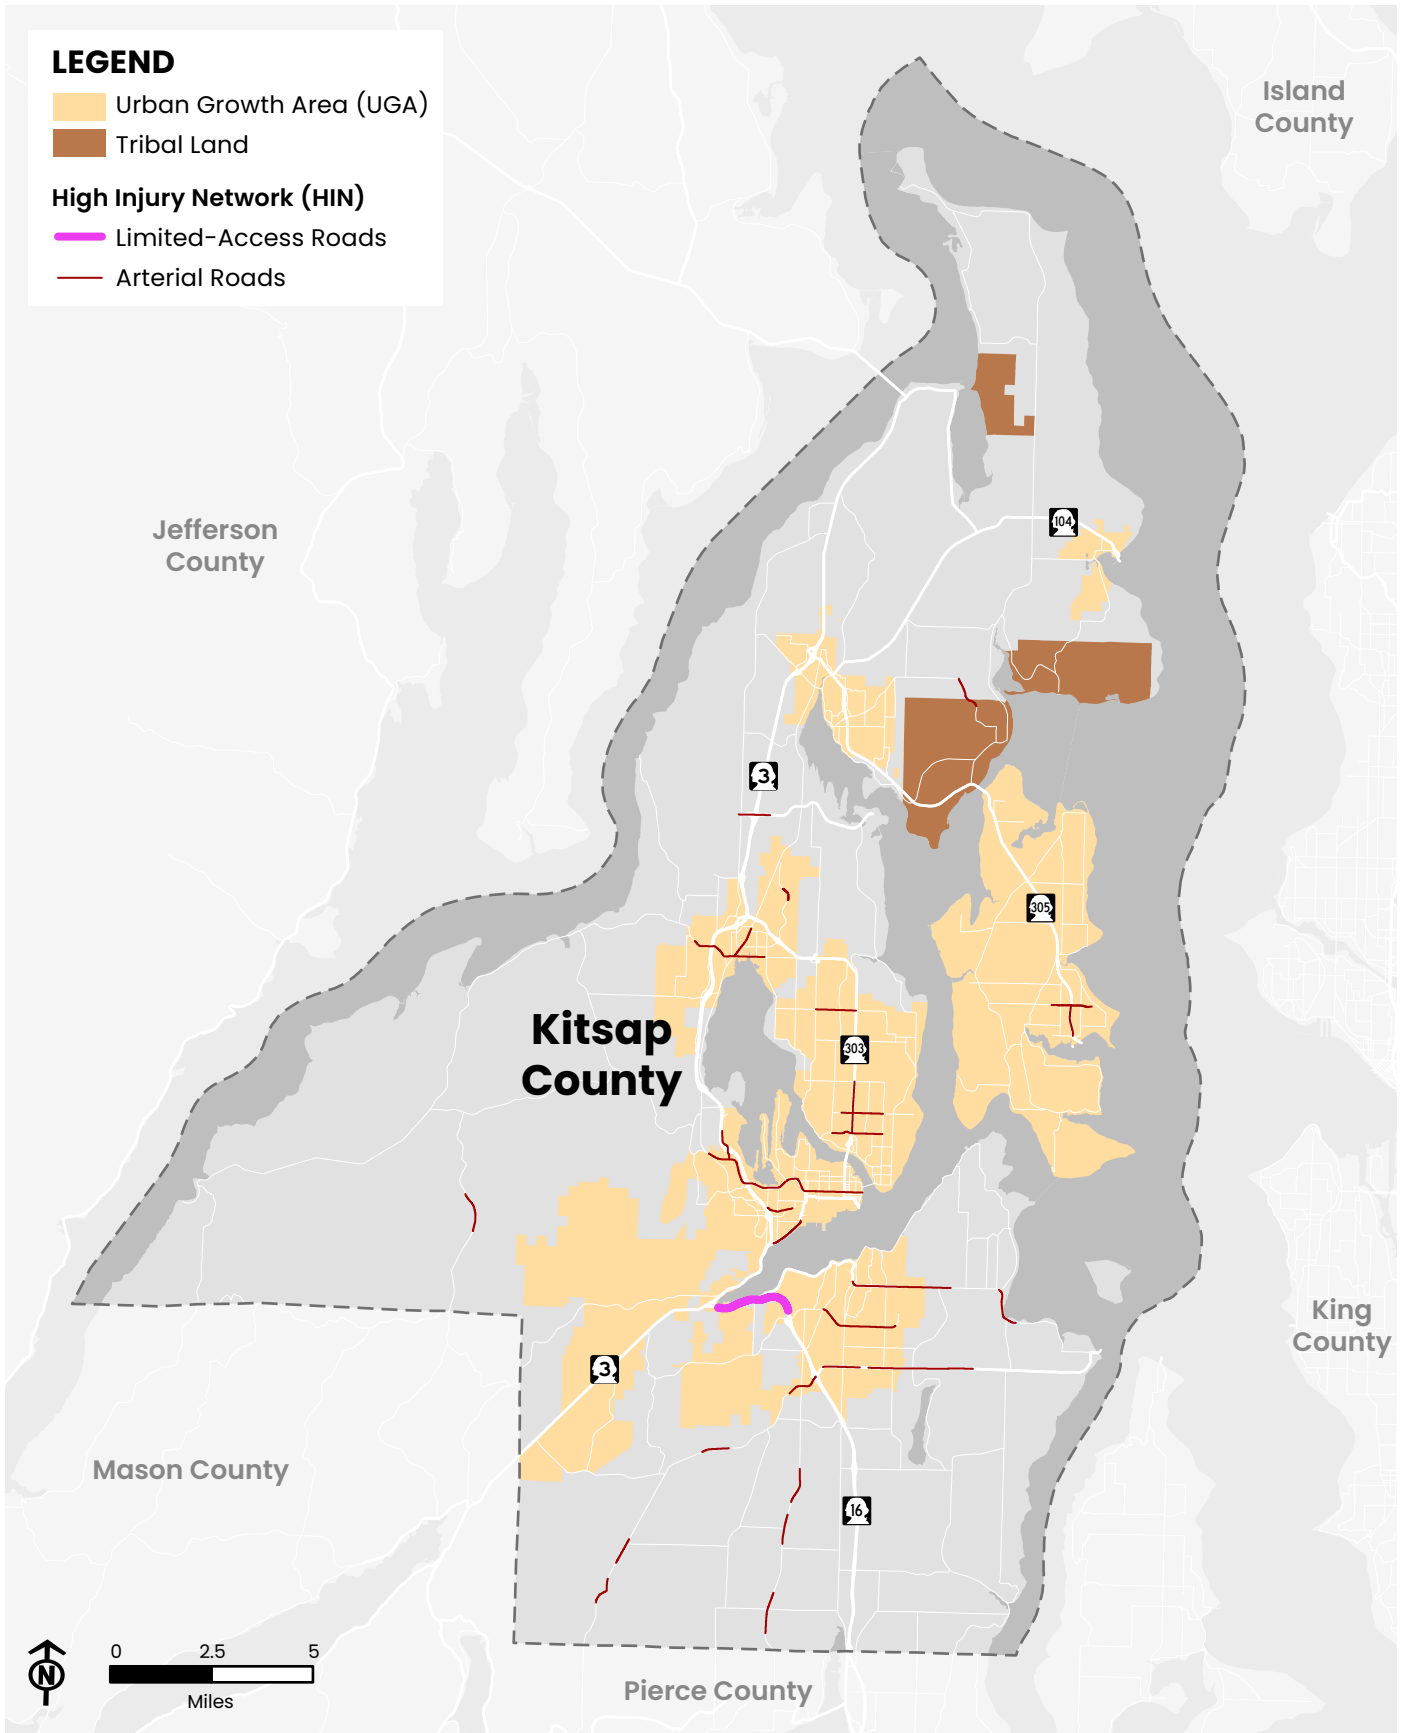 LEGEND
Urban Growth Area (UGA)
Tribal Land
High Injury Network (HIN)
Limited-Access Roads
Arterial Roads
Island
County
Jefferson
County
104
3
305
Kitsap
County
303
King
County
3
Mason County
16
Pierce County
N
0 2.5 5
Miles